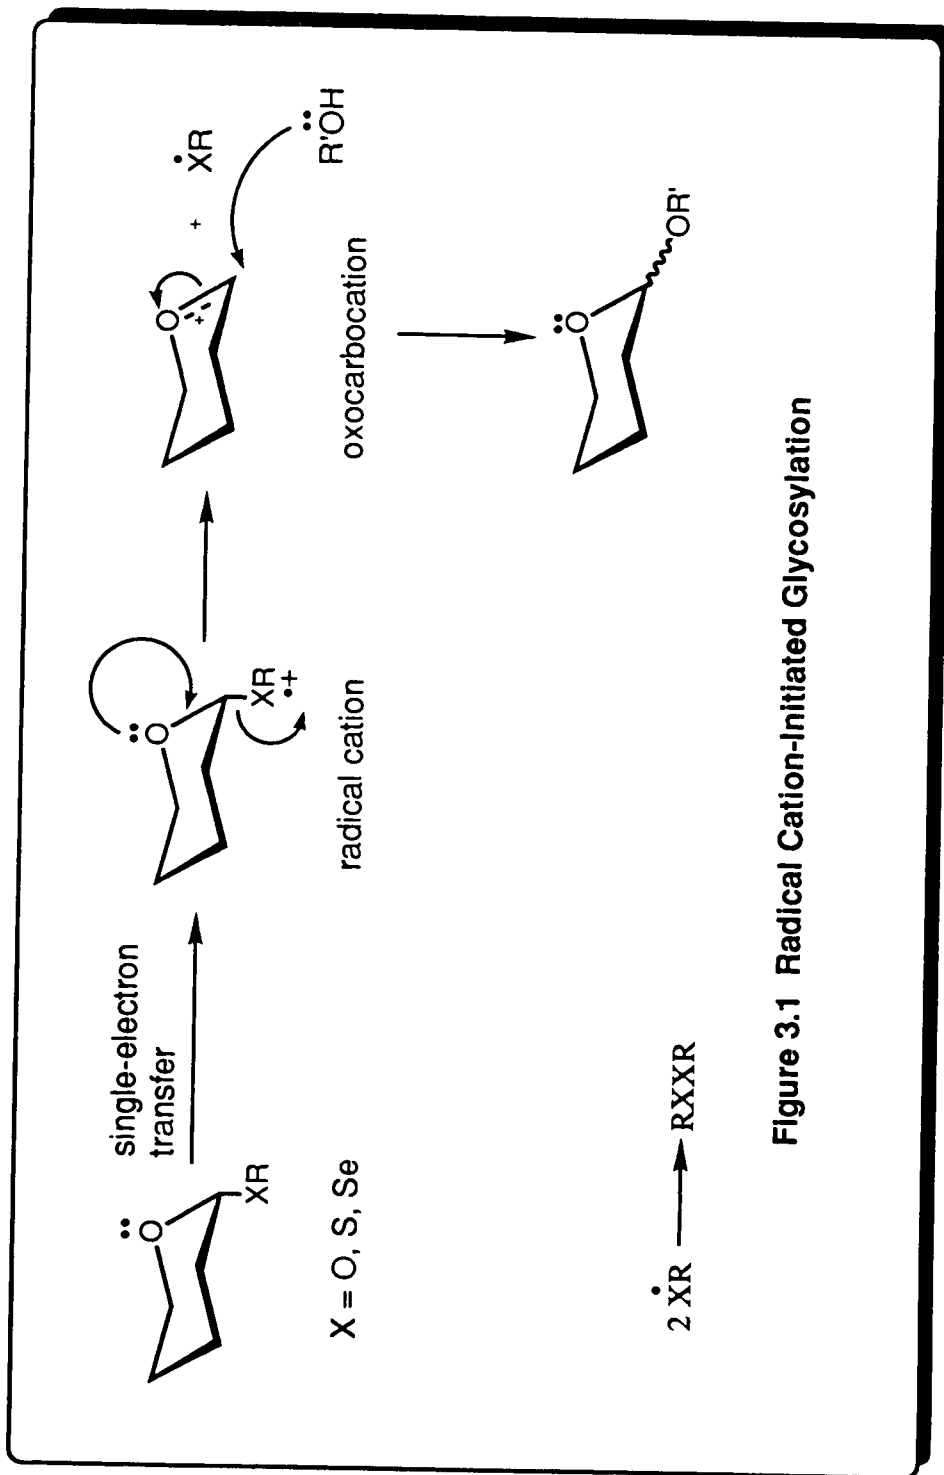 single-electron
transfer
O
XR
X = O, S, Se
O
XR
•+
radical cation
O
+
+
XR
R'OH
oxocarbocation
O
OR'
2 XR
RXXR
Figure 3.1 Radical Cation-Initiated Glycosylation